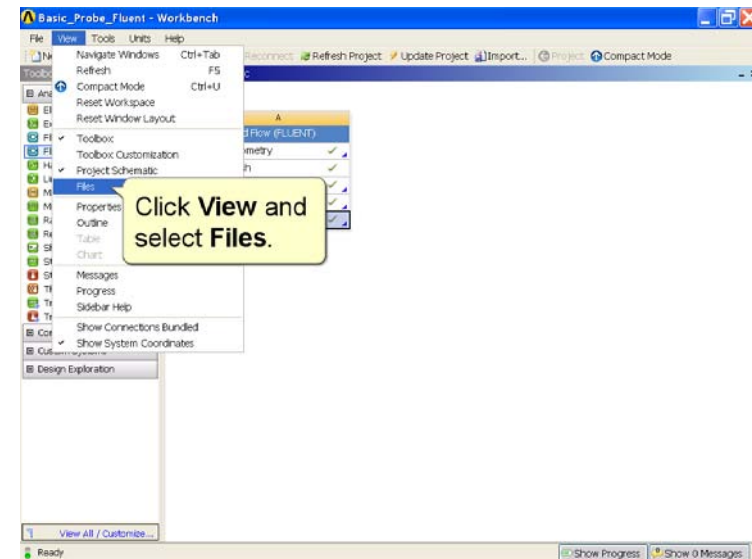 Basic_Probe_Fluent - Workbench
File View Tools Units Help
Reconnect Refresh Project Update Project Import... Project Compact Mode
Navigate Windows Ctrl+Tab
Refresh F5
Compact Mode Ctrl+U
Reset Workspace
Reset Window Layout
Toolbox
Toolbox Customization
Project Schematic
Files
Properties
Outline
Table
Chart
Messages
Progress
Sidebar Help
Show Connections Bundled
Show System Coordinates
A
d Flow (FLUENT)
ometry
Click View and
select Files.
Design Exploration
View All / Customize...
Ready
Show Progress Show 0 Messages